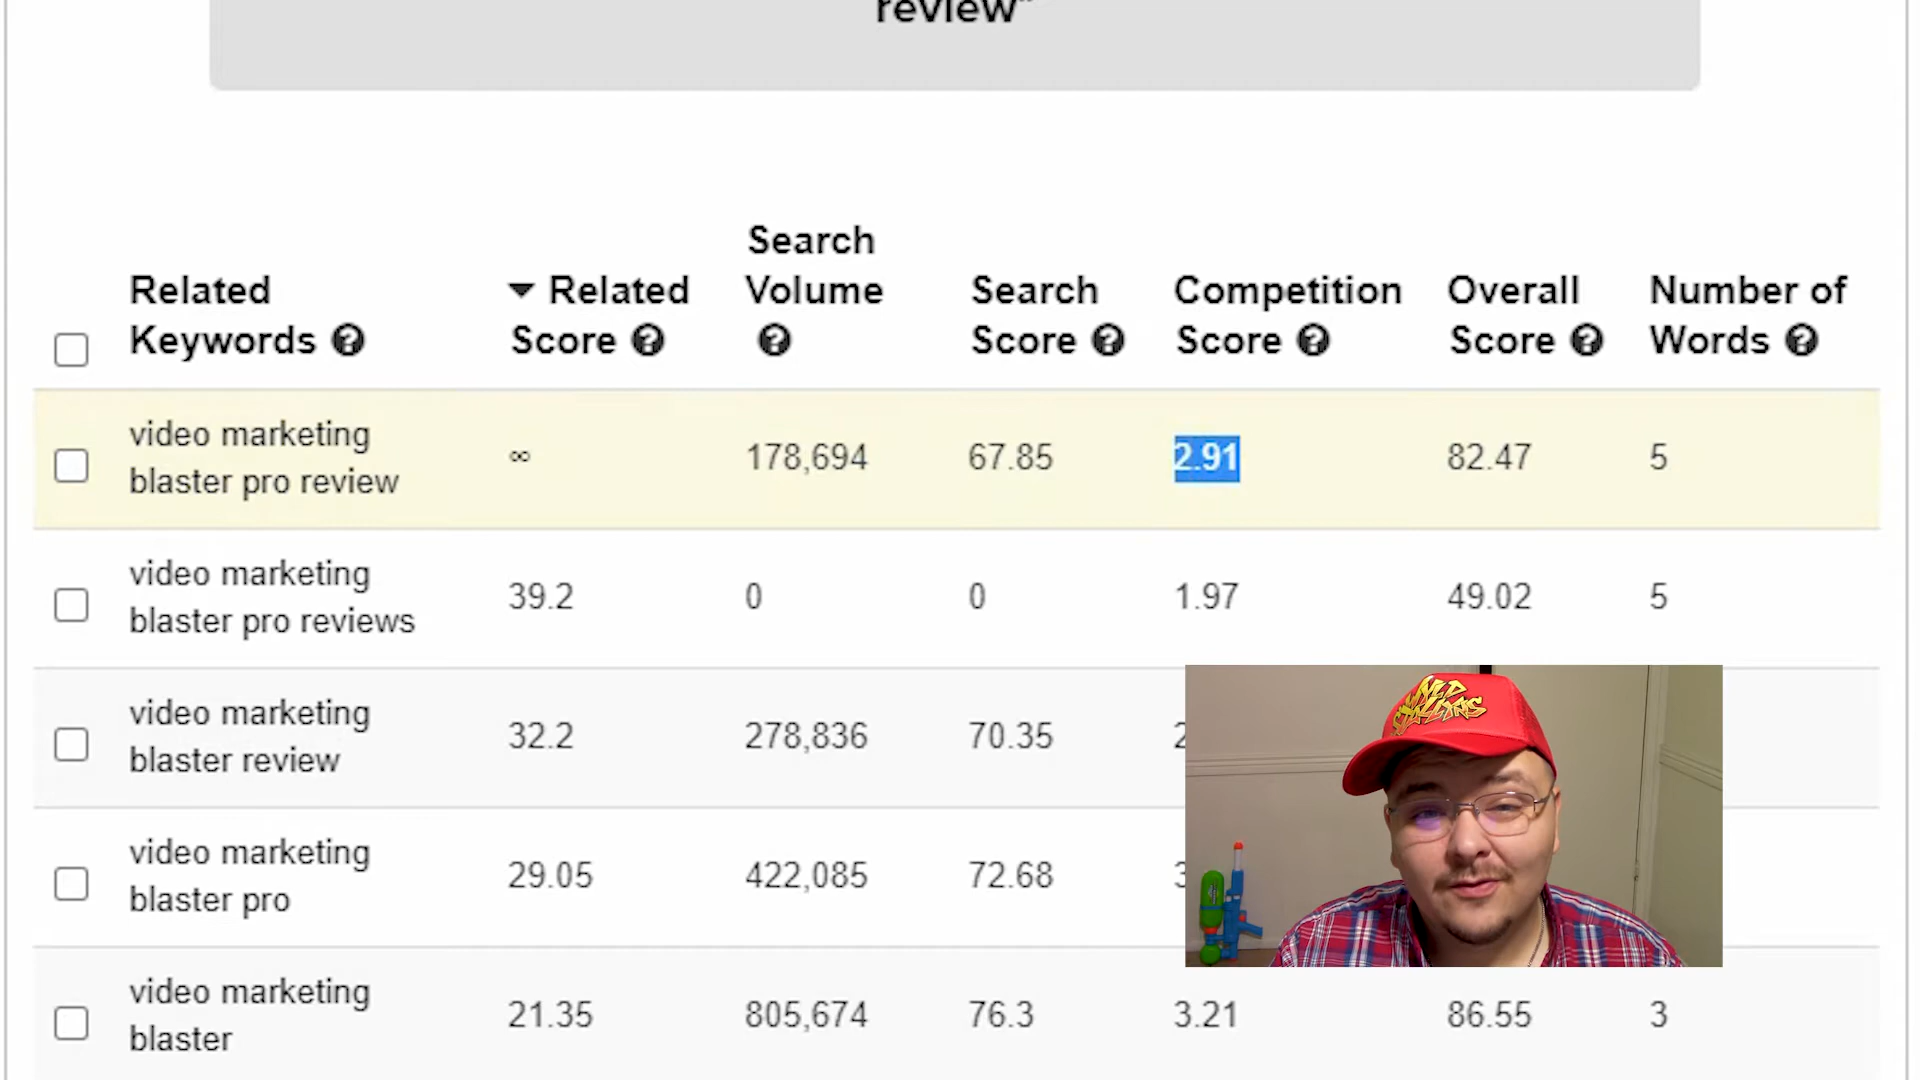 review"
Related Keywords
Related Score
Search Volume
Search Score
Competition Score
Overall Score
Number of Words
video marketing
blaster pro review
∞
178,694
67.85
2.91
82.47
5
video marketing
blaster pro reviews
39.2
0
0
1.97
49.02
5
video marketing
blaster review
32.2
278,836
70.35
video marketing
blaster pro
29.05
422,085
72.68
video marketing
blaster
21.35
805,674
76.3
3.21
86.55
3